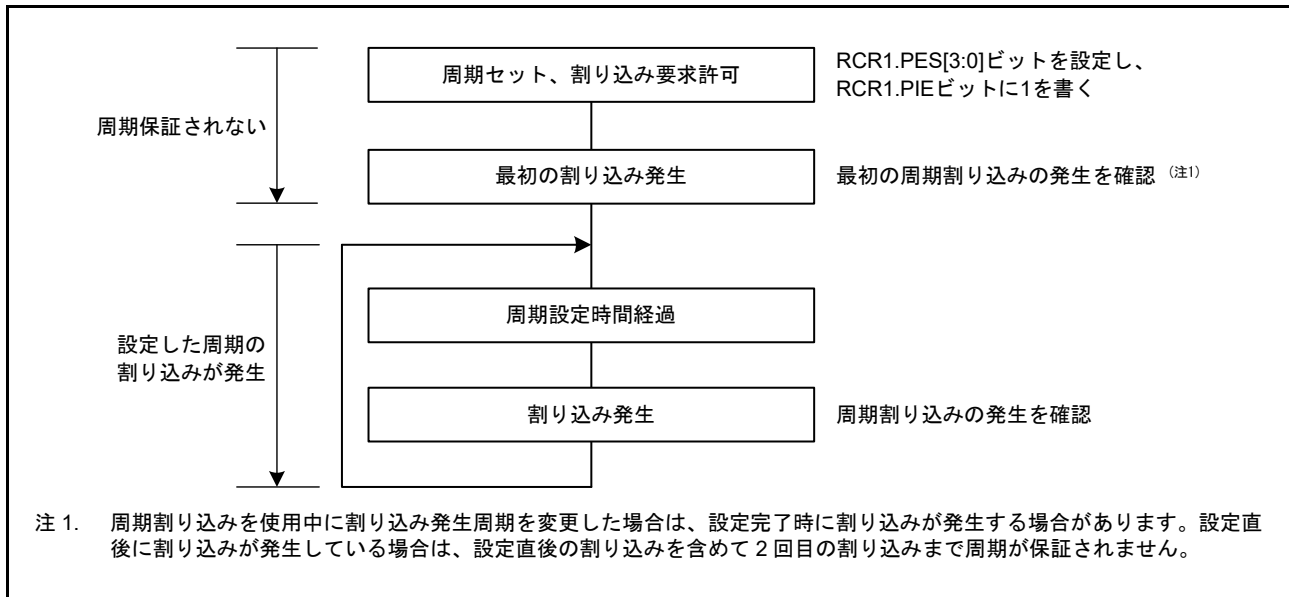 周期セット、割り込み要求許可
RCR1.PES[3:0]ビットを設定し、
RCR1.PIEビットに1を書く
周期保証されない
最初の割り込み発生
最初の周期割り込みの発生を確認 (注1)
周期設定時間経過
設定した周期の
割り込みが発生
割り込み発生
周期割り込みの発生を確認
注 1. 周期割り込みを使用中に割り込み発生周期を変更した場合は、設定完了時に割り込みが発生する場合があります。設定直
後に割り込みが発生している場合は、設定直後の割り込みを含めて 2 回目の割り込みまで周期が保証されません。